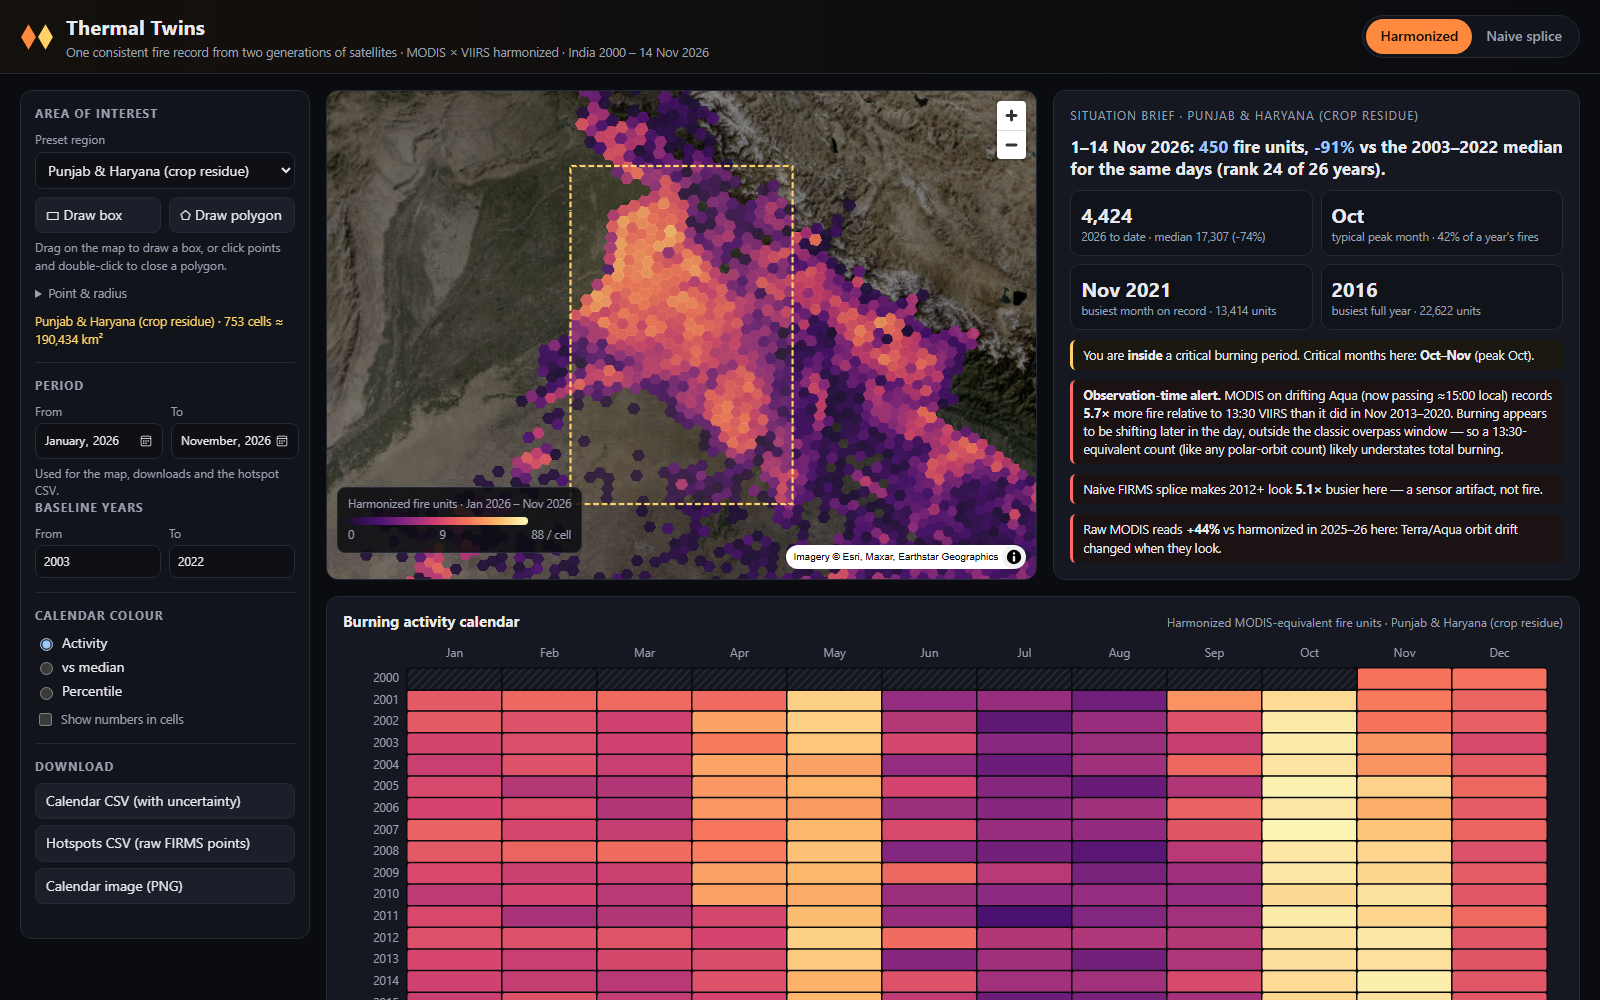 Thermal Twins
One consistent fire record from two generations of satellites · MODIS × VIIRS harmonized · India 2000 – 14 Nov 2026
Harmonized
Naive splice
AREA OF INTEREST
Preset region
Punjab & Haryana (crop residue)
Draw box
Draw polygon
Drag on the map to draw a box, or click points
and double-click to close a polygon.
Point & radius
Punjab & Haryana (crop residue) · 753 cells ≈
190,434 km²
PERIOD
From
To
January, 2026
November, 2026
Used for the map, downloads and the hotspot
CSV.
BASELINE YEARS
From
To
2003
2022
CALENDAR COLOUR
Activity
vs median
Percentile
Show numbers in cells
DOWNLOAD
Calendar CSV (with uncertainty)
Hotspots CSV (raw FIRMS points)
Calendar image (PNG)
+
−
Harmonized fire units · Jan 2026 – Nov 2026
0
9
88 / cell
Imagery © Esri, Maxar, Earthstar Geographics
SITUATION BRIEF · PUNJAB & HARYANA (CROP RESIDUE)
1–14 Nov 2026: 450 fire units, -91% vs the 2003–2022 median
for the same days (rank 24 of 26 years).
4,424
2026 to date · median 17,307 (-74%)
Oct
typical peak month · 42% of a year's fires
Nov 2021
busiest month on record · 13,414 units
2016
busiest full year · 22,622 units
You are inside a critical burning period. Critical months here: Oct–Nov (peak Oct).
Observation-time alert. MODIS on drifting Aqua (now passing ≈15:00 local) records
5.7× more fire relative to 13:30 VIIRS than it did in Nov 2013–2020. Burning appears
to be shifting later in the day, outside the classic overpass window — so a 13:30-
equivalent count (like any polar-orbit count) likely understates total burning.
Naive FIRMS splice makes 2012+ look 5.1× busier here — a sensor artifact, not fire.
Raw MODIS reads +44% vs harmonized in 2025–26 here: Terra/Aqua orbit drift
changed when they look.
Burning activity calendar
Harmonized MODIS-equivalent fire units · Punjab & Haryana (crop residue)
Jan Feb Mar Apr May Jun Jul Aug Sep Oct Nov Dec
2000
2001
2002
2003
2004
2005
2006
2007
2008
2009
2010
2011
2012
2013
2014
2015